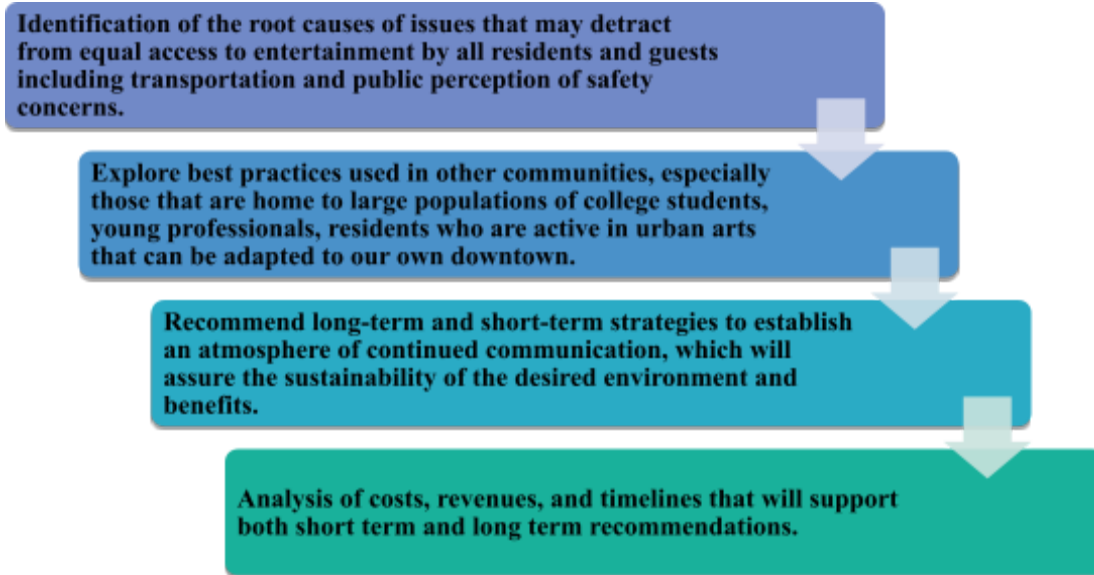 Identification of the root causes of issues that may detract
from equal access to entertainment by all residents and guests
including transportation and public perception of safety
concerns.
Explore best practices used in other communities, especially
those that are home to large populations of college students,
young professionals, residents who are active in urban arts
that can be adapted to our own downtown.
Recommend long-term and short-term strategies to establish
an atmosphere of continued communication, which will
assure the sustainability of the desired environment and
benefits.
Analysis of costs, revenues, and timelines that will support
both short term and long term recommendations.